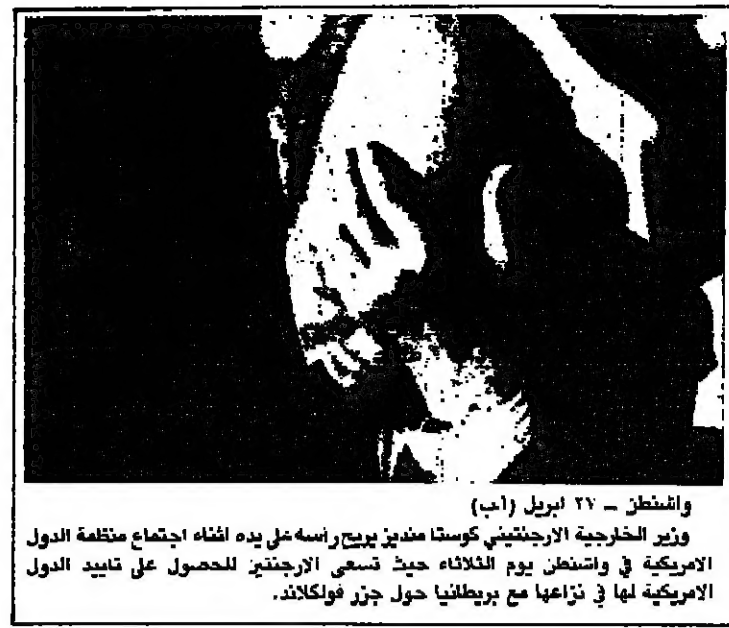 واشنطن – ٢٧ ابريل (أ ب)
وزير الخارجية الارجنتيني كوستا منديز يريح رأسه على يده اثناء اجتماع منظمة الدول
الامريكية في واشنطن يوم الثلاثاء حيث تسعى الارجنتين للحصول على تاييد الدول
الامريكية لها في نزاعها مع بريطانيا حول جزر فولكلاند.